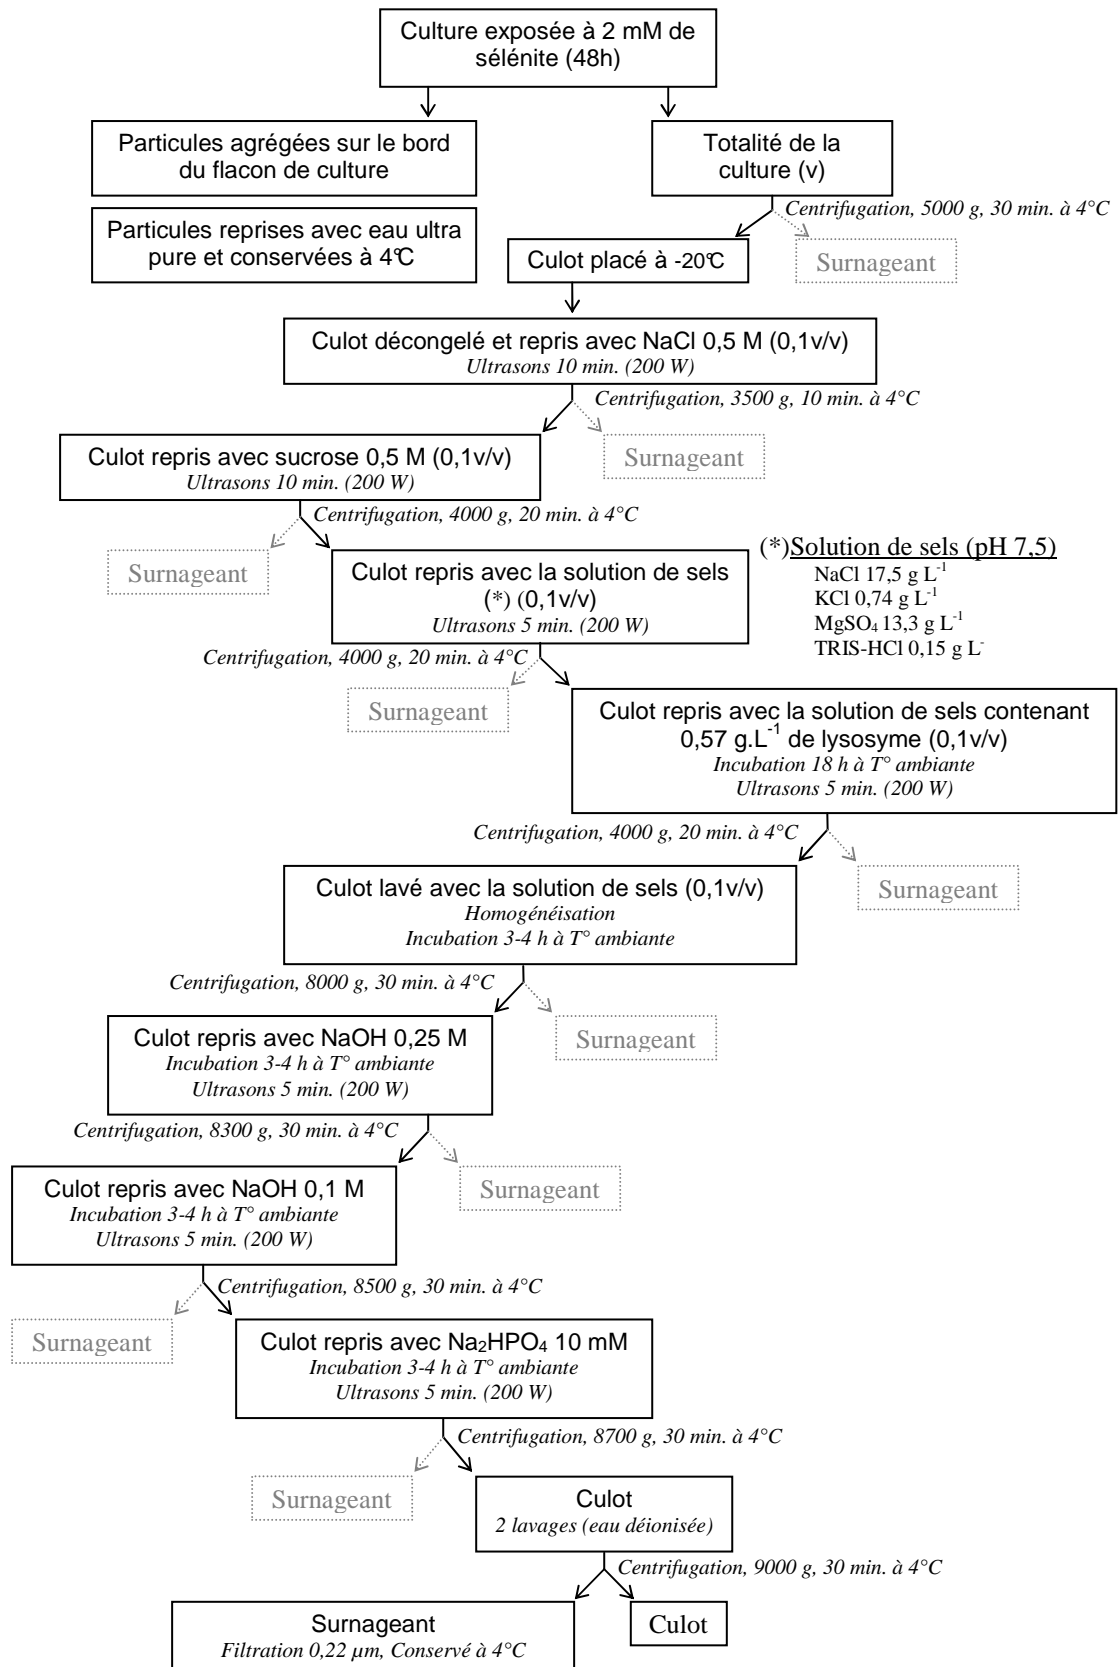 Culture exposée à 2 mM de
sélénite (48h)
Particules agrégées sur le bord
du flacon de culture
Totalité de la
culture (v)
Particules reprises avec eau ultra
pure et conservées à 4°C
Centrifugation, 5000 g, 30 min. à 4°C
Culot placé à -20°C
Surnageant
Culot décongelé et repris avec NaCl 0,5 M (0,1v/v)
Ultrasons 10 min. (200 W)
Centrifugation, 3500 g, 10 min. à 4°C
Surnageant
Culot repris avec sucrose 0,5 M (0,1v/v)
Ultrasons 10 min. (200 W)
Centrifugation, 4000 g, 20 min. à 4°C
Surnageant
Culot repris avec la solution de sels
(*) (0,1v/v)
Ultrasons 5 min. (200 W)
(*)Solution de sels (pH 7,5)
NaCl 17,5 g L-1
KCl 0,74 g L-1
MgSO4 13,3 g L-1
TRIS-HCl 0,15 g L-
Centrifugation, 4000 g, 20 min. à 4°C
Surnageant
Culot repris avec la solution de sels contenant
0,57 g.L-1 de lysosyme (0,1v/v)
Incubation 18 h à T° ambiante
Ultrasons 5 min. (200 W)
Centrifugation, 4000 g, 20 min. à 4°C
Surnageant
Culot lavé avec la solution de sels (0,1v/v)
Homogénéisation
Incubation 3-4 h à T° ambiante
Centrifugation, 8000 g, 30 min. à 4°C
Surnageant
Culot repris avec NaOH 0,25 M
Incubation 3-4 h à T° ambiante
Ultrasons 5 min. (200 W)
Centrifugation, 8300 g, 30 min. à 4°C
Surnageant
Culot repris avec NaOH 0,1 M
Incubation 3-4 h à T° ambiante
Ultrasons 5 min. (200 W)
Centrifugation, 8500 g, 30 min. à 4°C
Surnageant
Culot repris avec Na2HPO4 10 mM
Incubation 3-4 h à T° ambiante
Ultrasons 5 min. (200 W)
Centrifugation, 8700 g, 30 min. à 4°C
Surnageant
Culot
2 lavages (eau déionisée)
Centrifugation, 9000 g, 30 min. à 4°C
Surnageant
Filtration 0,22 µm, Conservé à 4°C
Culot